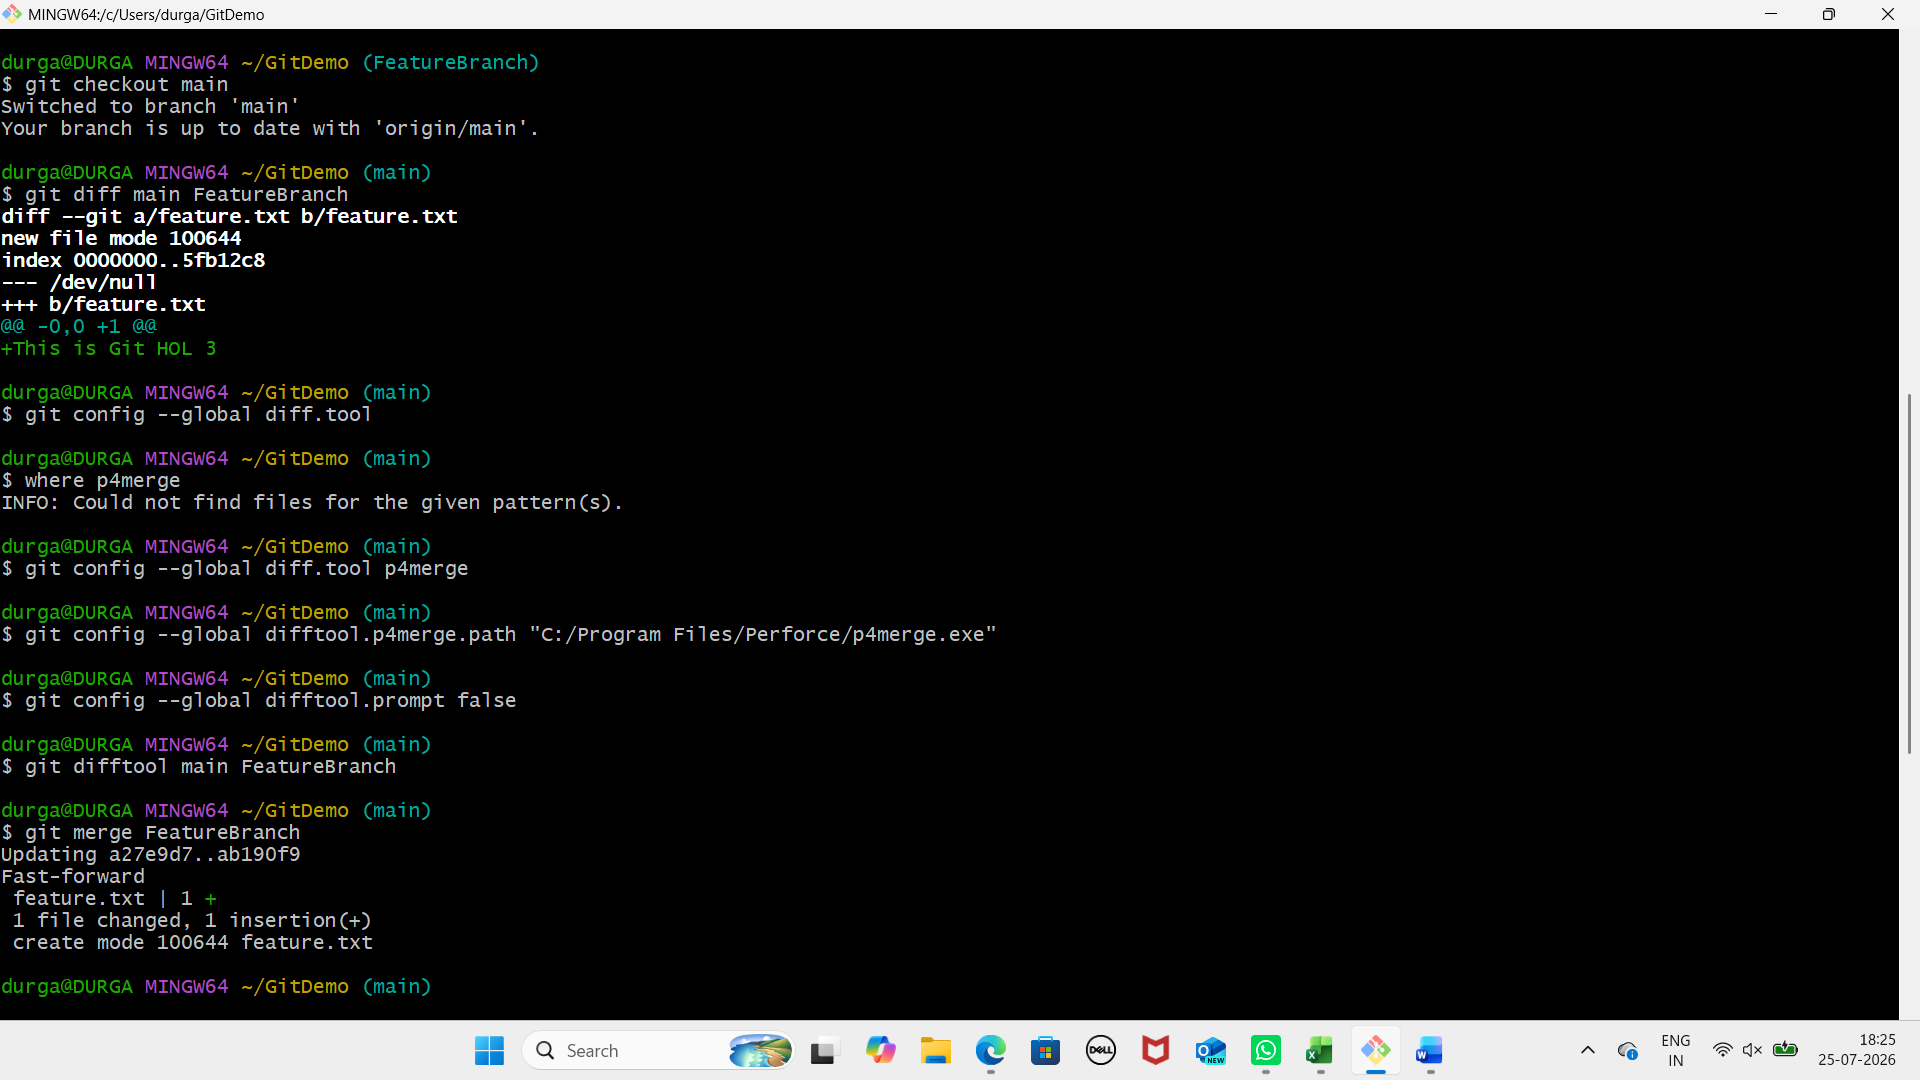 MINGW64:/c/Users/durga/GitDemo
durga@DURGA MINGW64 ~/GitDemo (FeatureBranch)
$ git checkout main
Switched to branch 'main'
Your branch is up to date with 'origin/main'.
durga@DURGA MINGW64 ~/GitDemo (main)
$ git diff main FeatureBranch
diff --git a/feature.txt b/feature.txt
new file mode 100644
index 0000000..5fb12c8
--- /dev/null
+++ b/feature.txt
@@ -0,0 +1 @@
+This is Git HOL 3
durga@DURGA MINGW64 ~/GitDemo (main)
$ git config --global diff.tool
durga@DURGA MINGW64 ~/GitDemo (main)
$ where p4merge
INFO: Could not find files for the given pattern(s).
durga@DURGA MINGW64 ~/GitDemo (main)
$ git config --global diff.tool p4merge
durga@DURGA MINGW64 ~/GitDemo (main)
$ git config --global difftool.p4merge.path "C:/Program Files/Perforce/p4merge.exe"
durga@DURGA MINGW64 ~/GitDemo (main)
$ git config --global difftool.prompt false
durga@DURGA MINGW64 ~/GitDemo (main)
$ git difftool main FeatureBranch
durga@DURGA MINGW64 ~/GitDemo (main)
$ git merge FeatureBranch
Updating a27e9d7..ab190f9
Fast-forward
 feature.txt | 1 +
 1 file changed, 1 insertion(+)
 create mode 100644 feature.txt
durga@DURGA MINGW64 ~/GitDemo (main)
Search
DELL
NEW
ENG
IN
18:25
25-07-2026